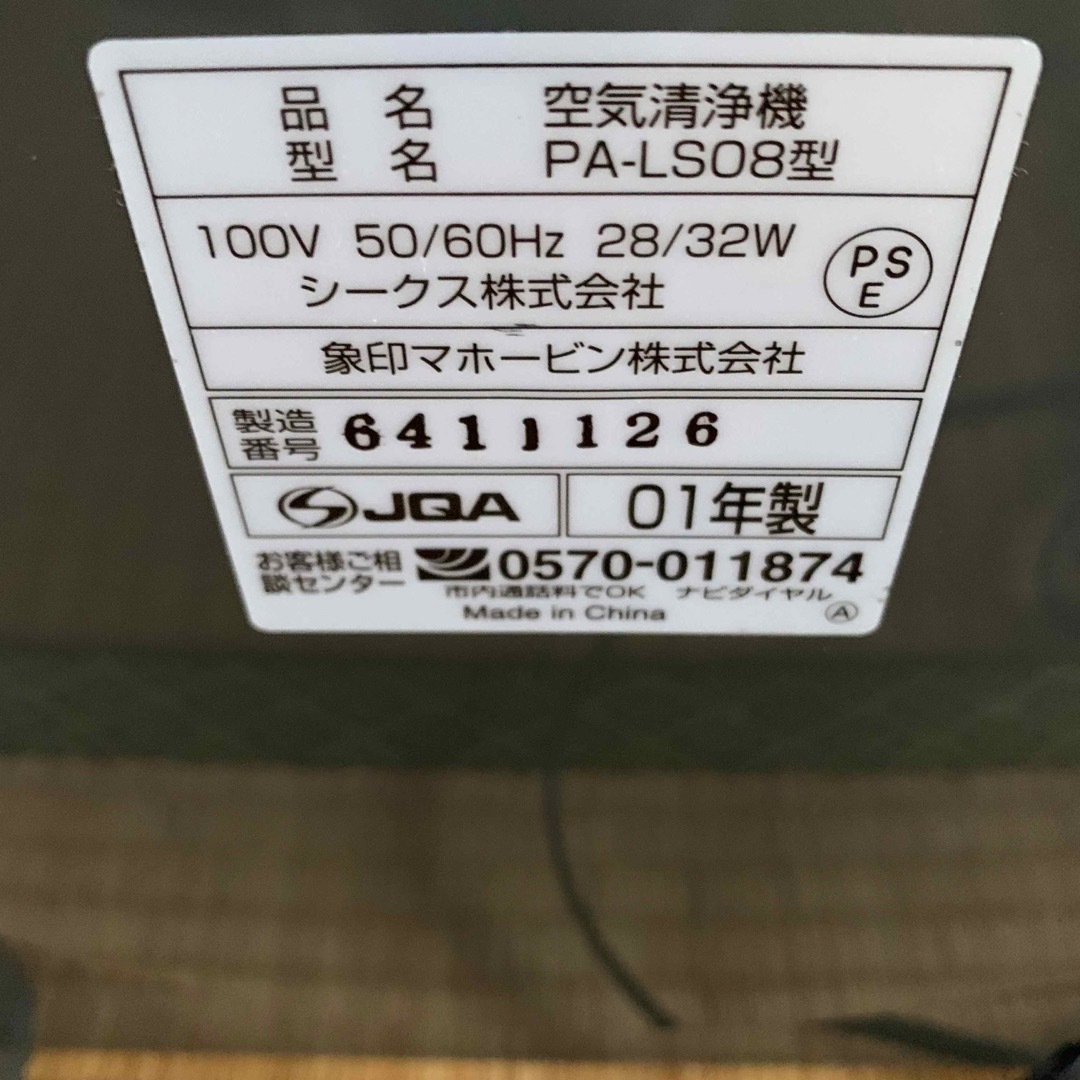 品 名 空気清浄機
型 名 PA-LS08型
100V 50/60Hz 28/32W
シークス株式会社
PSE
象印マホービン株式会社
製造番号 6411126
JQA 01年製
お客様ご相談センター 0570-011874
市内通話料でOK ナビダイヤル
Made in China A